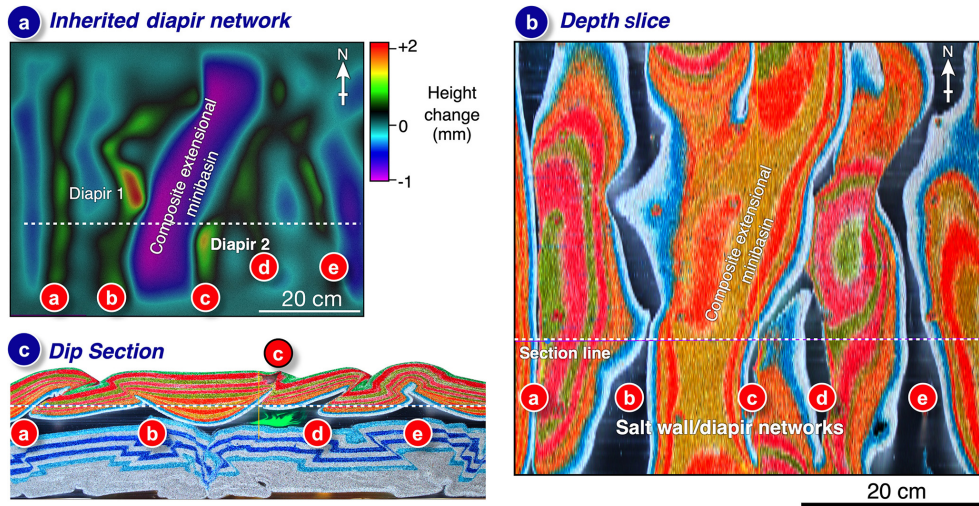 a Inherited diapir network
N
+2
0
-1
Height
change
(mm)
Composite extensional
minibasin
Diapir 1
Diapir 2
a
b
c
d
e
20 cm
b Depth slice
N
Composite extensional
minibasin
Section line
a
b
c
d
e
Salt wall/diapir networks
20 cm
c Dip Section
c
a
b
d
e